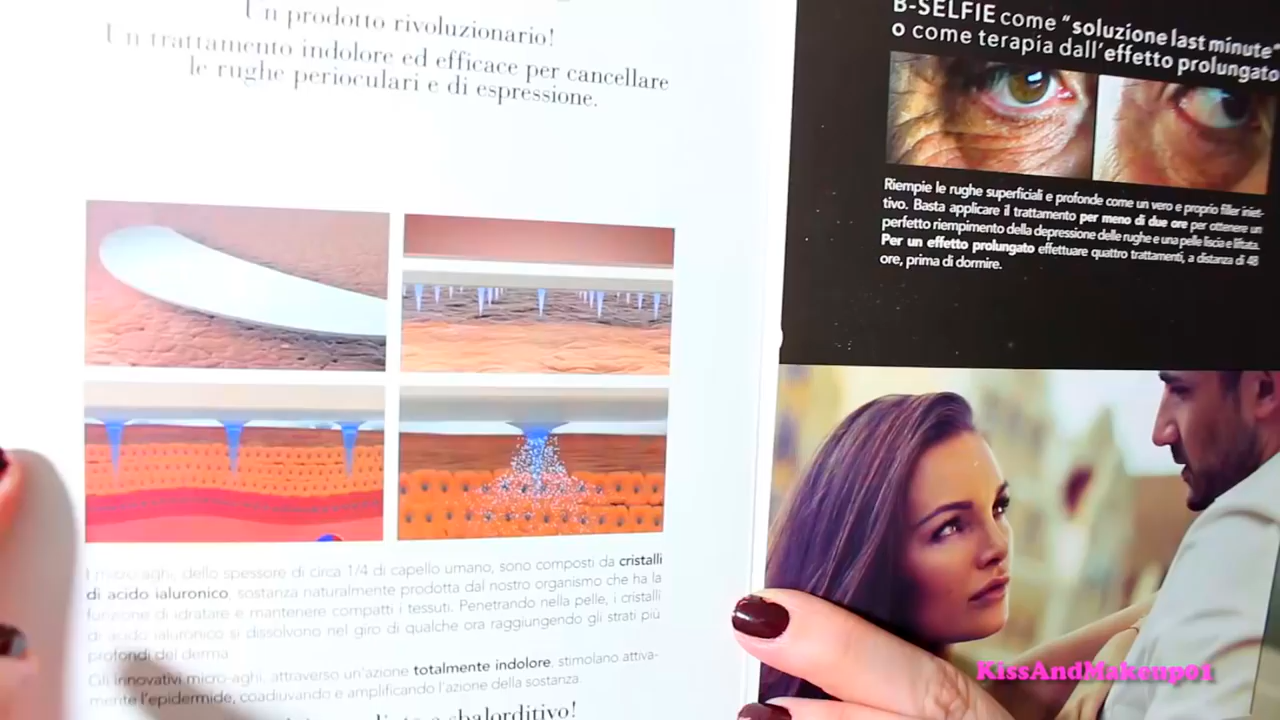 Un prodotto rivoluzionario!
Un trattamento indolore ed efficace per cancellare
le rughe perioculari e di espressione.
I micro-aghi, dello spessore di circa 1/4 di capello umano, sono composti da cristalli
di acido ialuronico, sostanza naturalmente prodotta dal nostro organismo che ha la
funzione di idratare e mantenere compatti i tessuti. Penetrando nella pelle, i cristalli
di acido ialuronico si dissolvono nel giro di qualche ora raggiungendo gli strati più
profondi del derma
Gli innovativi micro-aghi, attraverso un'azione totalmente indolore, stimolano attiva-
mente l'epidermide, coadiuvando e amplificando l'azione della sostanza
e sbalorditivo!
B-SELFIE come "soluzione last minute"
o come terapia dall'effetto prolungato
Riempie le rughe superficiali e profonde come un vero e proprio filler iniet-
tivo. Basta applicare il trattamento per meno di due ore per ottenere un
perfetto riempimento della depressione delle rughe e una pelle liscia e liftata.
Per un effetto prolungato effettuare quattro trattamenti, a distanza di 48
ore, prima di dormire.
KissAndMakeup01